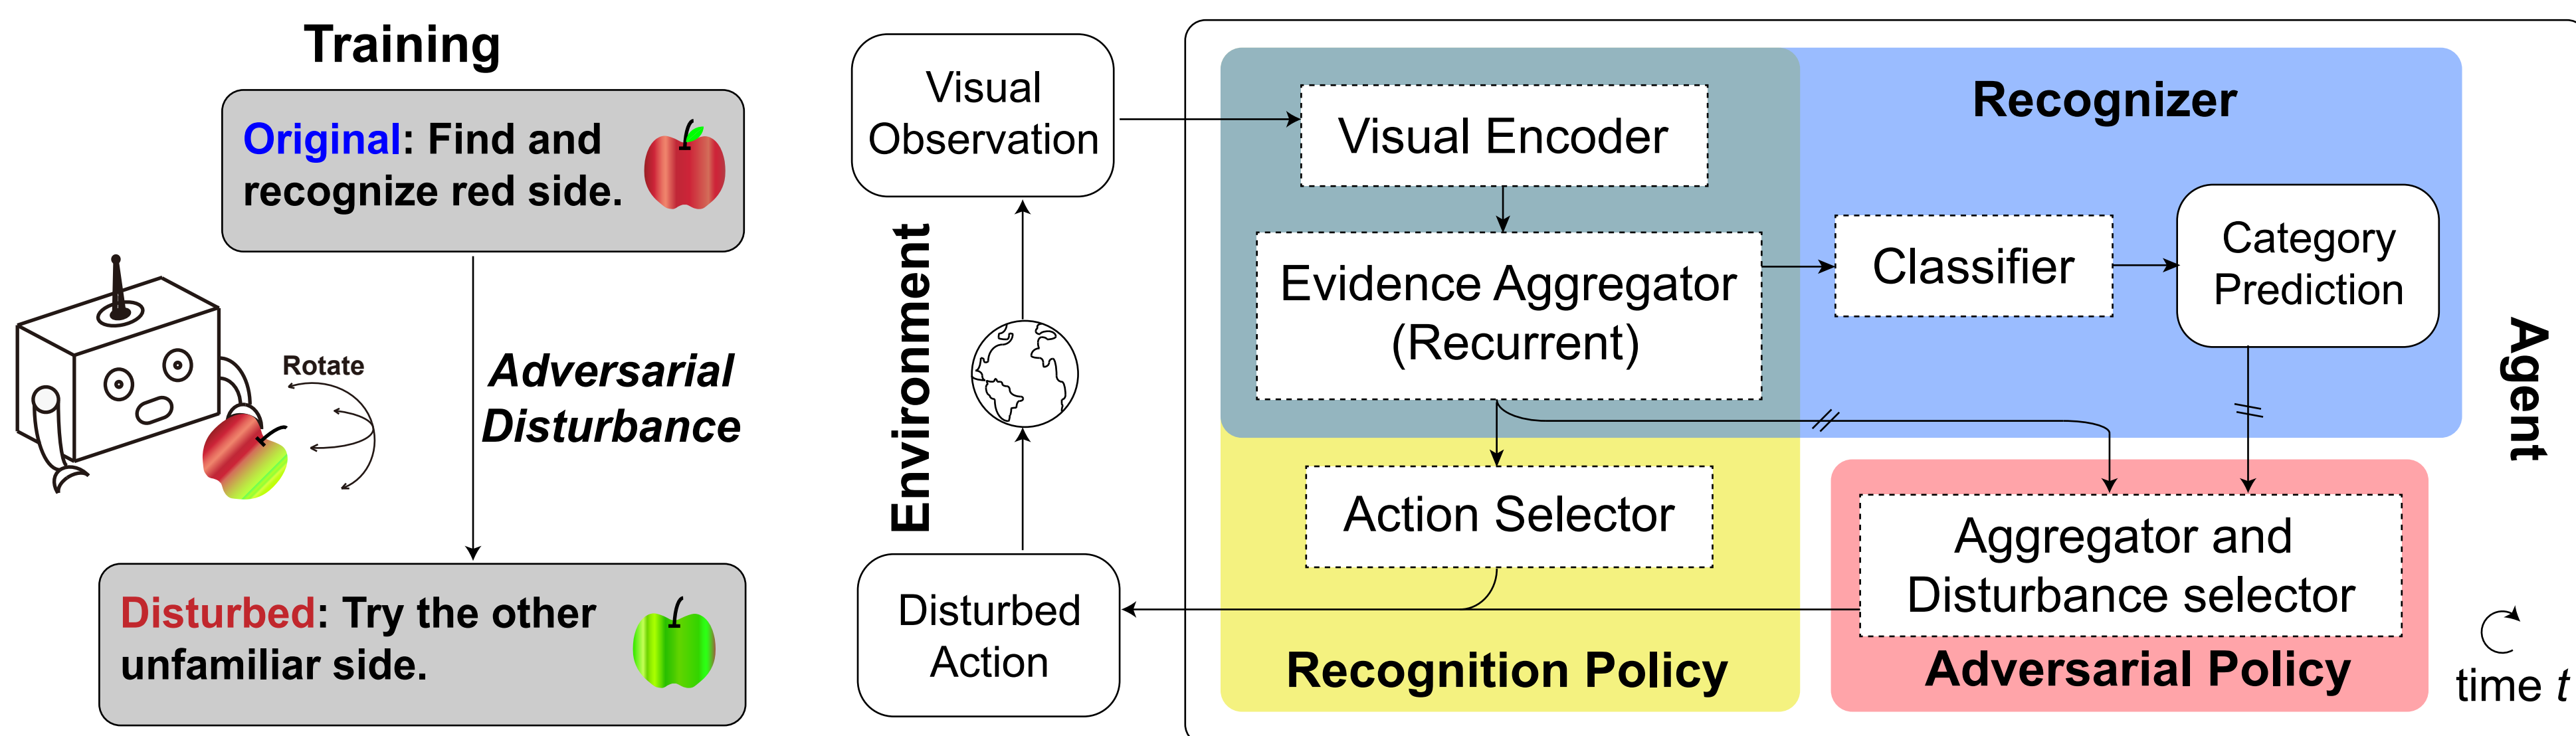 Training
Original: Find and
recognize red side.
Rotate
Adversarial
Disturbance
Disturbed: Try the other
unfamiliar side.
Visual
Observation
Environment
Disturbed
Action
Visual Encoder
Evidence Aggregator
(Recurrent)
Action Selector
Recognition Policy
Recognizer
Classifier
Category
Prediction
Aggregator and
Disturbance selector
Adversarial Policy
Agent
time t